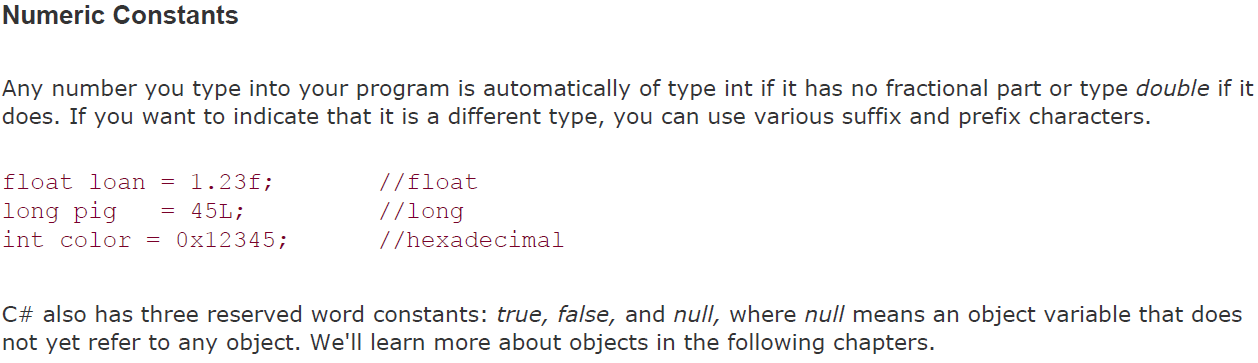 Numeric Constants
Any number you type into your program is automatically of type int if it has no fractional part or type double if it
does. If you want to indicate that it is a different type, you can use various suffix and prefix characters.
float loan = 1.23f;        //float
long pig   = 45L;          //long
int color = 0x12345;       //hexadecimal
C# also has three reserved word constants: true, false, and null, where null means an object variable that does
not yet refer to any object. We'll learn more about objects in the following chapters.